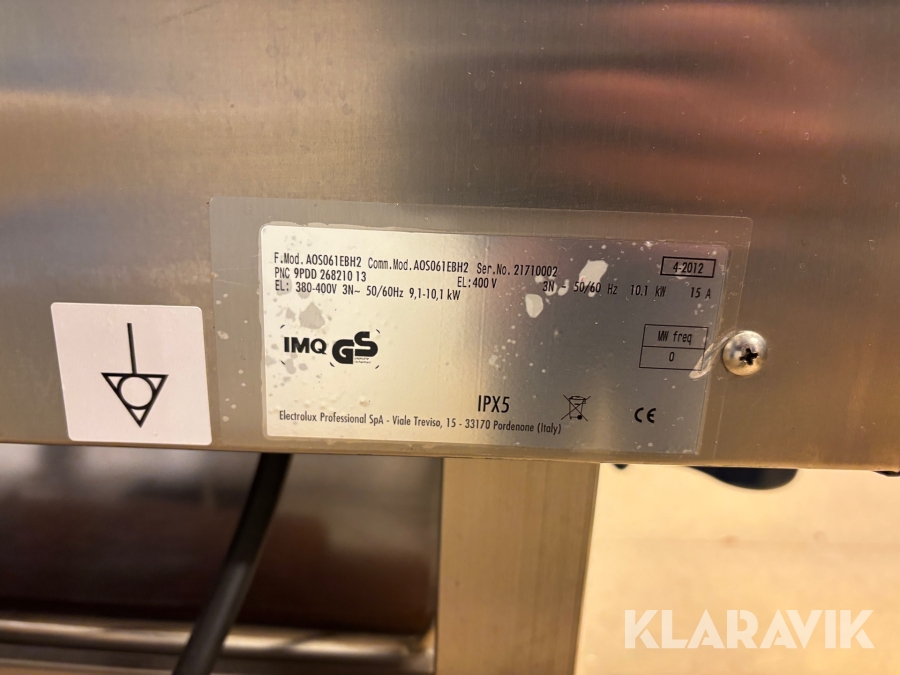 F.Mod. AOS061EBH2 Comm.Mod. AOS061EBH2 Ser.No. 21710002 4-2012
PNC 9PDD 268210 13 EL:400 V 3N ~ 50/60 Hz 10.1 kW 15 A
EL: 380-400V 3N~ 50/60Hz 9,1-10,1 kW
MW freq
0
IMQ GS
IPX5 CE
Electrolux Professional SpA - Viale Treviso, 15 - 33170 Pordenone (Italy)
KLARAVIK